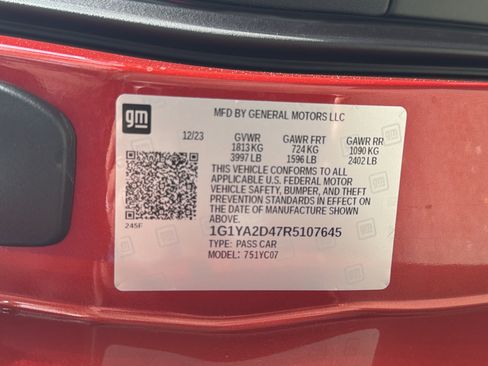 gm
MFD BY GENERAL MOTORS LLC
12/23 GVWR GAWR FRT GAWR RR
1813 KG 724 KG 1090 KG
3997 LB 1596 LB 2402 LB
THIS VEHICLE CONFORMS TO ALL
APPLICABLE U.S. FEDERAL MOTOR
VEHICLE SAFETY, BUMPER, AND THEFT
PREVENTION STANDARDS IN EFFECT ON
THE DATE OF MANUFACTURE SHOWN
ABOVE.
245F
1G1YA2D47R5107645
TYPE: PASS CAR
MODEL: 751YC07